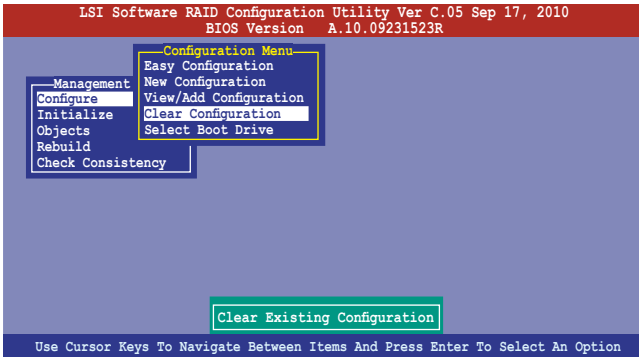 LSI Software RAID Configuration Utility Ver C.05 Sep 17, 2010
BIOS Version A.10.09231523R
Configuration Menu
Easy Configuration
New Configuration
View/Add Configuration
Clear Configuration
Select Boot Drive
Management
Configure
Initialize
Objects
Rebuild
Check Consistency
Clear Existing Configuration
Use Cursor Keys To Navigate Between Items And Press Enter To Select An Option